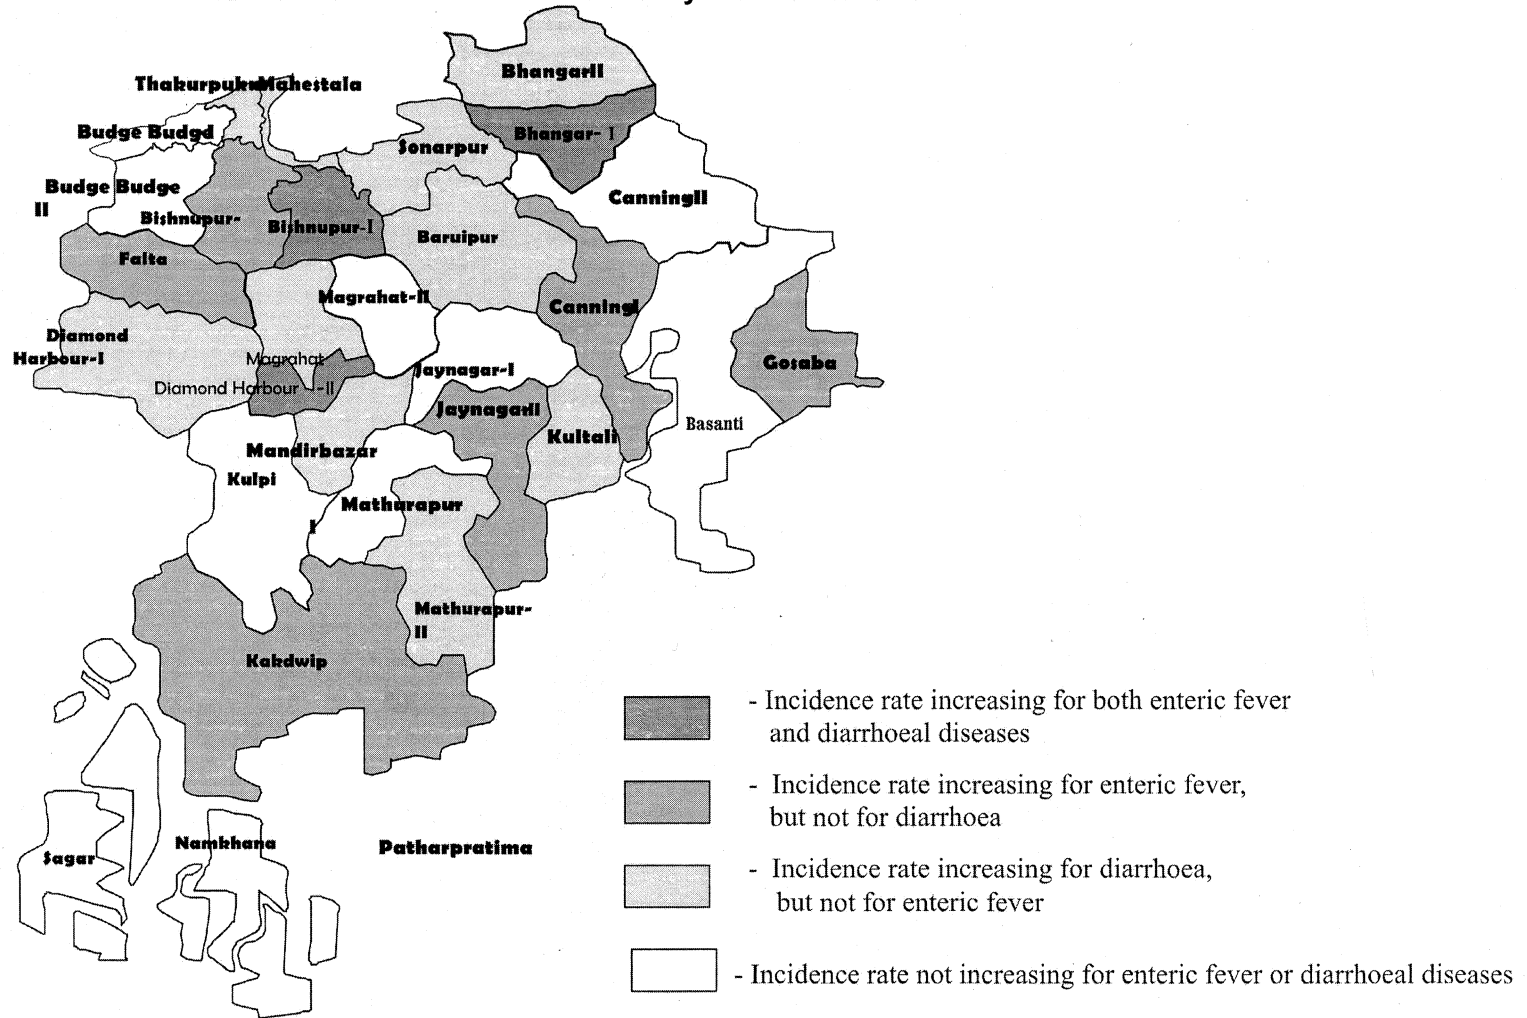 BhangarII
Thakurpukur Mahestala
Budge Budge
Bhangar- I
Sonarpur
Budge Budge
II
CanningII
Bishnupur-
Bishnupur-I
Baruipur
Falta
Magrahat-II
CanningI
Diamond
Harbour-I
Magrahat
Gosaba
Jaynagar-I
Diamond Harbour -II
JaynagarII
Basanti
Kultali
Mandirbazar
Kulpi
Matharapur
I
Mathurapur-
II
Kakdwip
Namkhana
Patharpratima
Sagar
- Incidence rate increasing for both enteric fever
and diarrhoeal diseases
- Incidence rate increasing for enteric fever,
but not for diarrhoea
- Incidence rate increasing for diarrhoea,
but not for enteric fever
- Incidence rate not increasing for enteric fever or diarrhoeal diseases